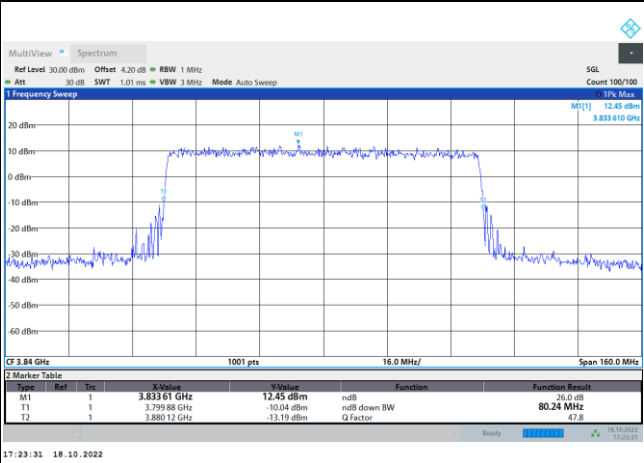 MultiView Spectrum
Ref Level 30.00 dBm Offset 4.20 dB RBW 1 MHz SGL
Att 30 dB SWT 1.01 ms VBW 3 MHz Mode Auto Sweep Count 100/100
1 Frequency Sweep 1Pk Max
M1[1] 12.45 dBm
3.833 610 GHz
20 dBm
M1
10 dBm
0 dBm
T1
-10 dBm
-20 dBm
-30 dBm
-40 dBm
-50 dBm
-60 dBm
CF 3.84 GHz 1001 pts 16.0 MHz/ Span 160.0 MHz
2 Marker Table
Type Ref Trc X-Value Y-Value Function Function Result
M1 1 3.833 61 GHz 12.45 dBm ndB 26.0 dB
T1 1 3.799 88 GHz -10.04 dBm ndB down BW 80.24 MHz
T2 1 3.880 12 GHz -13.19 dBm Q Factor 47.8
Ready 18.10.2022
17:23:31
17:23:31 18.10.2022